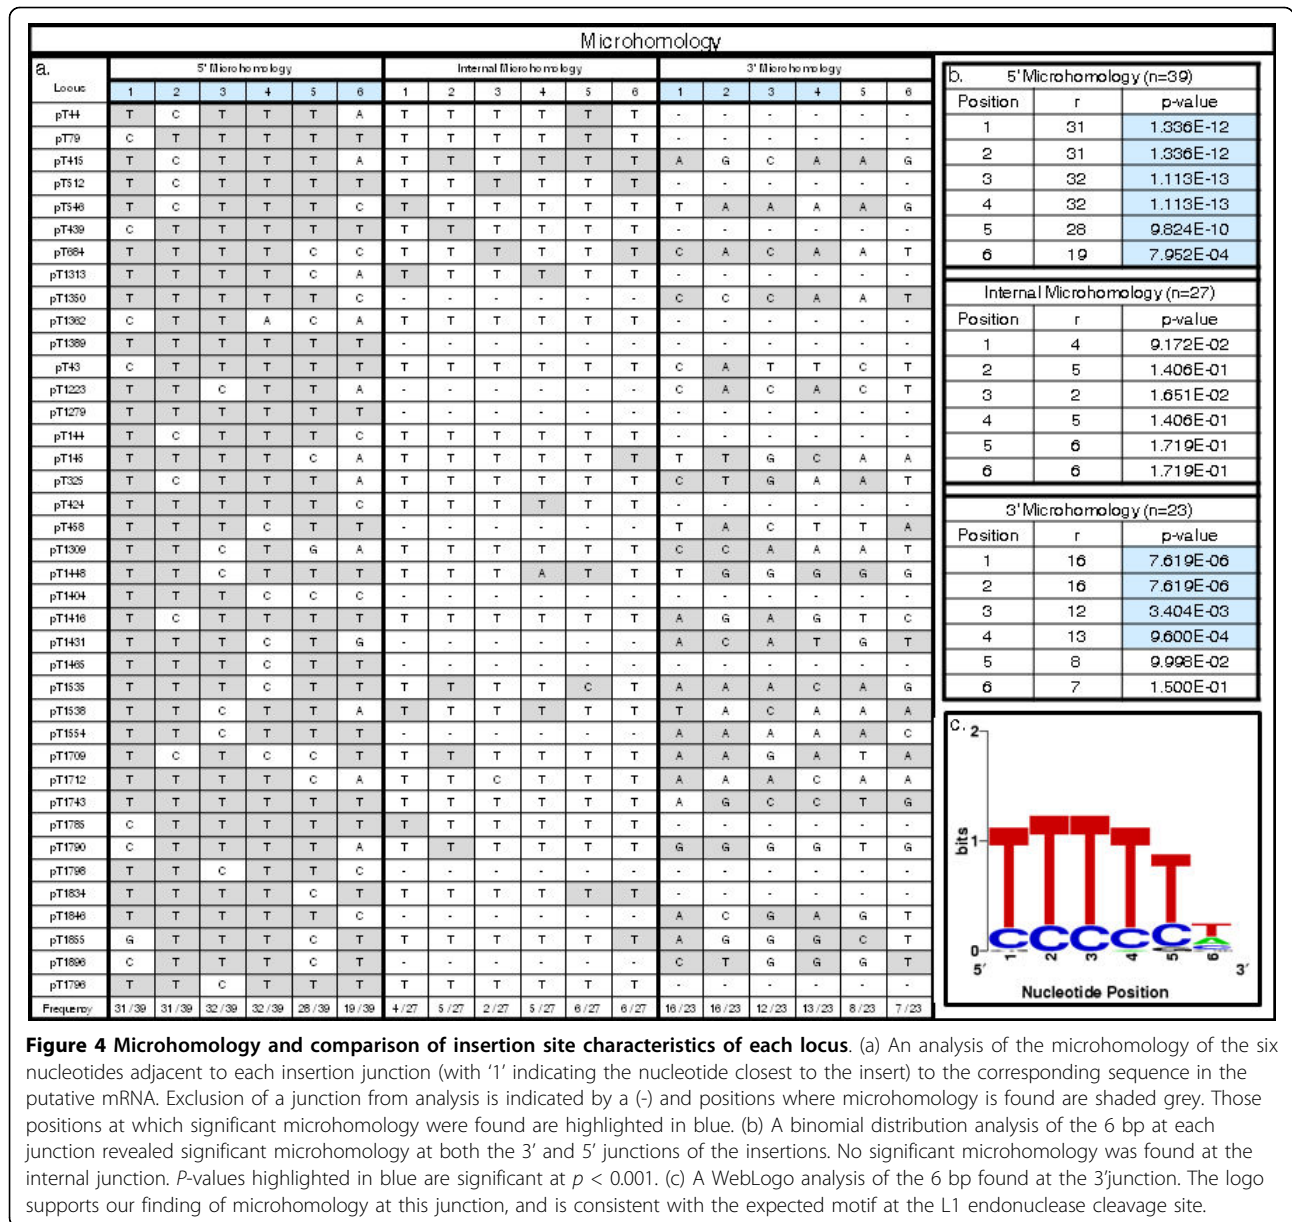 Microhomology
a. 5' Microhomology Internal Microhomology 3' Microhomology
Locus 1 2 3 4 5 6 1 2 3 4 5 6 1 2 3 4 5 6
pT44 T C T T T A T T T T T T - - - - - -
pT79 C T T T T T T T T T T T - - - - - -
pT415 T C T T T A T T T T T T A G C A A G
pT512 T C T T T T T T T T T T - - - - - -
pT546 T C T T T C T T T T T T T A A A A G
pT439 C T T T T T T T T T T T - - - - - -
pT684 T T T T C C T T T T T T C A C A A T
pT1313 T T T T C A T T T T T T - - - - - -
pT1350 T T T T T C - - - - - - C C C A A T
pT1362 C T T A C A T T T T T T - - - - - -
pT1389 T T T T T T - - - - - - - - - - - -
pT43 C T T T T T T T T T T T C A T T C T
pT1223 T T C T T A - - - - - - C A C A C T
pT1279 T T T T T T - - - - - - - - - - - -
pT144 T C T T T C T T T T T T - - - - - -
pT145 T T T T C A T T T T T T T T G C A A
pT325 T C T T T A T T T T T T C T G A A T
pT424 T T T T T C T T T T T T - - - - - -
pT458 T T T C T T - - - - - - T A C T T A
pT1309 T T C T G A T T T T T T C C A A A T
pT1448 T T C T T T T T T A T T T G G G G G
pT1404 T T T C C C - - - - - - - - - - - -
pT1416 T C T T T T T T T T T T A G A G T C
pT1431 T T T C T G - - - - - - A C A T G T
pT1465 T T T C T T - - - - - - - - - - - -
pT1535 T T T C T T T T T T C T A A A C A G
pT1538 T T C T T A T T T T T T T A C A A A
pT1554 T T C T T T - - - - - - A A A A A C
pT1709 T C T C C T T T T T T T A A G A T A
pT1712 T T T T C A T T C T T T A A A C A A
pT1743 T T T T T T T T T T T T A G C C T G
pT1785 C T T T T T T T T T T T - - - - - -
pT1790 C T T T T A T T T T T T G G G G T G
pT1798 T T C T T C - - - - - - - - - - - -
pT1834 T T T T C T T T T T T T - - - - - -
pT1846 T T T T T C - - - - - - A C G A G T
pT1855 G T T T C T T T T T T T A G G G C T
pT1896 C T T T C T - - - - - - C T G G G T
pT1796 T T C T T T T T T T T T - - - - - -
Frequency 31/39 31/39 32/39 32/39 28/39 19/39 4/27 5/27 2/27 5/27 6/27 6/27 16/23 16/23 12/23 13/23 8/23 7/23
b. 5' Microhomology (n=39)
Position r p-value
1 31 1.336E-12
2 31 1.336E-12
3 32 1.113E-13
4 32 1.113E-13
5 28 9.824E-10
6 19 7.952E-04
Internal Microhomology (n=27)
Position r p-value
1 4 9.172E-02
2 5 1.406E-01
3 2 1.651E-02
4 5 1.406E-01
5 6 1.719E-01
6 6 1.719E-01
3' Microhomology (n=23)
Position r p-value
1 16 7.619E-06
2 16 7.619E-06
3 12 3.404E-03
4 13 9.600E-04
5 8 9.998E-02
6 7 1.500E-01
c.
2
1
0
bits
T T T T T T
C C C C C A
5' 1 2 3 4 5 6 3'
Nucleotide Position
Figure 4 Microhomology and comparison of insertion site characteristics of each locus. (a) An analysis of the microhomology of the six
nucleotides adjacent to each insertion junction (with '1' indicating the nucleotide closest to the insert) to the corresponding sequence in the
putative mRNA. Exclusion of a junction from analysis is indicated by a (-) and positions where microhomology is found are shaded grey. Those
positions at which significant microhomology were found are highlighted in blue. (b) A binomial distribution analysis of the 6 bp at each
junction revealed significant microhomology at both the 3' and 5' junctions of the insertions. No significant microhomology was found at the
internal junction. P-values highlighted in blue are significant at p < 0.001. (c) A WebLogo analysis of the 6 bp found at the 3'junction. The logo
supports our finding of microhomology at this junction, and is consistent with the expected motif at the L1 endonuclease cleavage site.